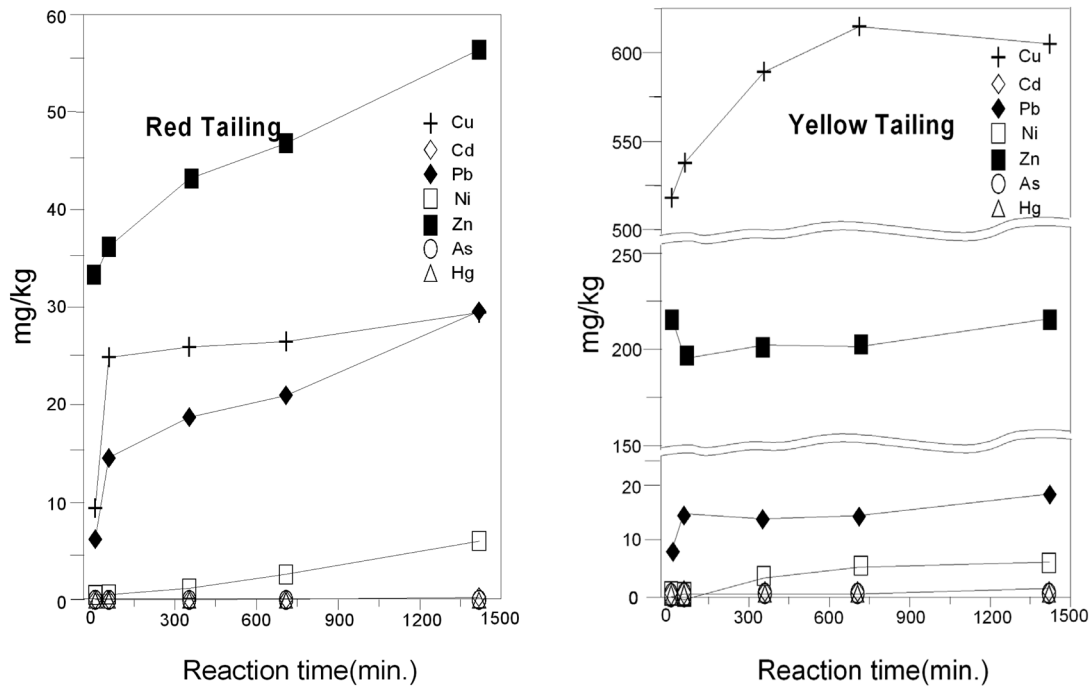 60
50
40
30
20
10
0
mg/kg
Red Tailing
Cu
Cd
Pb
Ni
Zn
As
Hg
0 300 600 900 1200 1500
Reaction time(min.)
600
550
500
250
200
150
20
10
0
mg/kg
Yellow Tailing
Cu
Cd
Pb
Ni
Zn
As
Hg
0 300 600 900 1200 1500
Reaction time(min.)